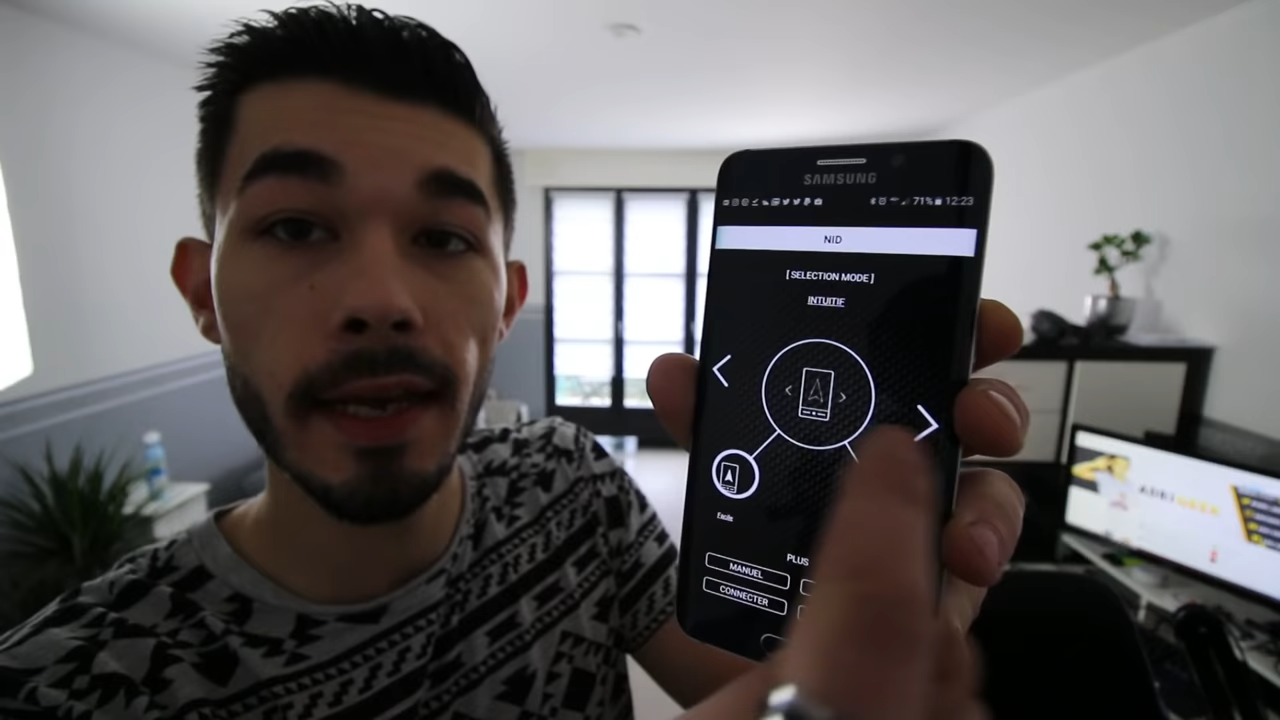 SAMSUNG
71% 12:23
NID
[ SELECTION MODE ]
INTUITIF
Facile
PLUS
MANUEL
CONNECTER